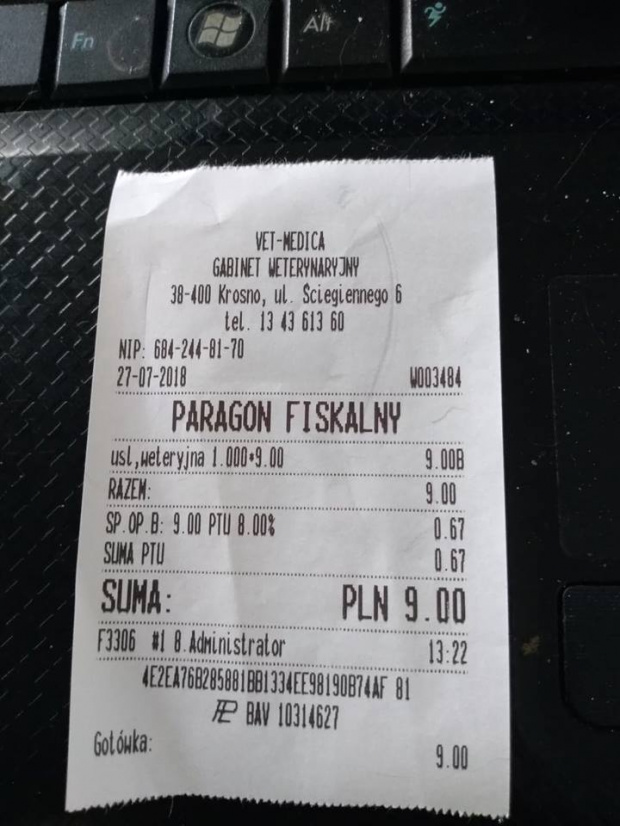 Fn
Alt
VET-MEDICA
GABINET WETERYNARYJNY
38-400 Krosno, ul. Ściegiennego 6
tel. 13 43 613 60
NIP: 684-244-81-70
27-07-2018 W003484
PARAGON FISKALNY
usl,weteryjna 1.000*9.00 9.00B
RAZEM: 9.00
SP.OP.B: 9.00 PTU 8.00% 0.67
SUMA PTU 0.67
SUMA: PLN 9.00
F3306 #1 8.Administrator 13:22
4E2EA76B285881BB1334EE98190B74AF 81
BAV 10314627
Gotówka: 9.00